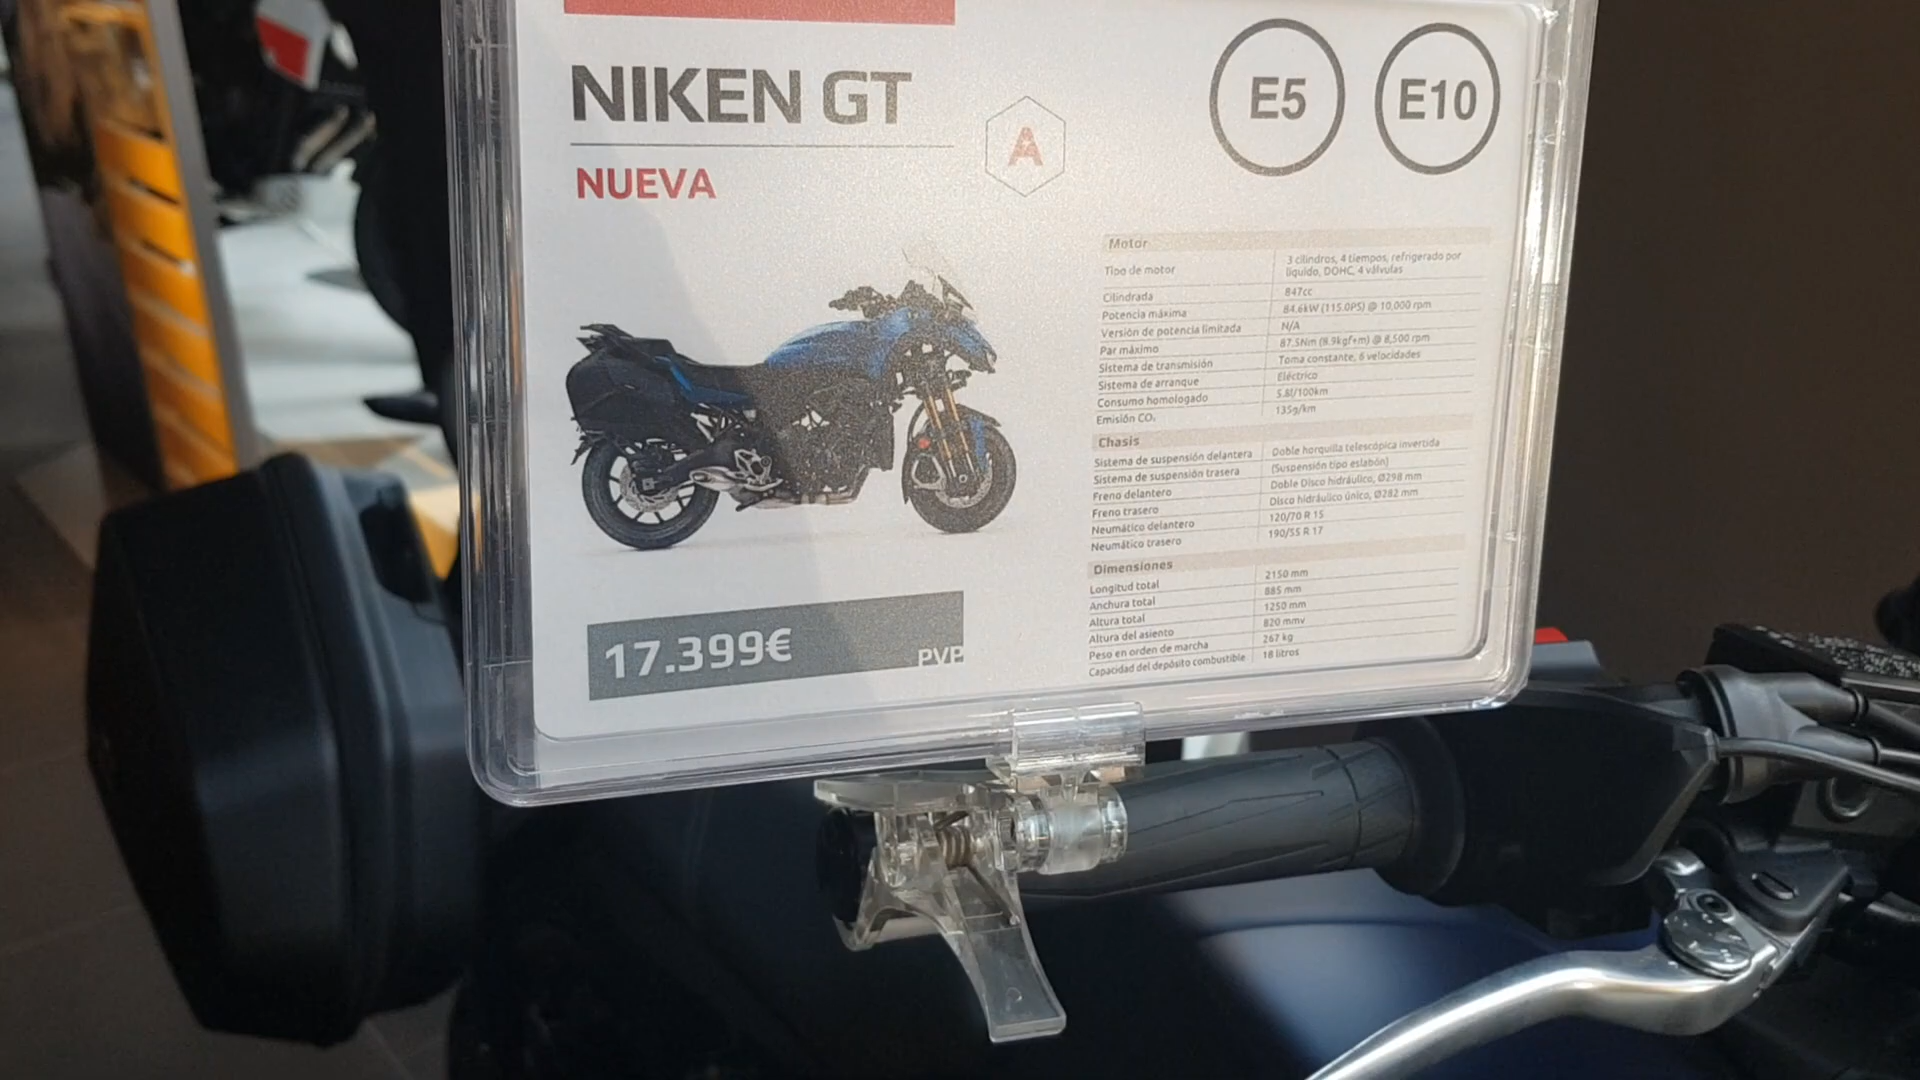 NIKEN GT
NUEVA
A
E5
E10
Motor
Tipo de motor 3 cilindros, 4 tiempos, refrigerado por
líquido, DOHC, 4 válvulas
Cilindrada 847cc
Potencia máxima 84.6kW (115.0PS) @ 10,000 rpm
Versión de potencia limitada N/A
Par máximo 87.5Nm (8.9kgf=m) @ 8,500 rpm
Sistema de transmisión Toma constante, 6 velocidades
Sistema de arranque Eléctrico
Consumo homologado 5.8l/100km
Emisión CO₂ 135g/km
Chasis
Sistema de suspensión delantera Doble horquilla telescópica invertida
Sistema de suspensión trasera (Suspensión tipo eslabón)
Freno delantero Doble Disco hidráulico, Ø298 mm
Freno trasero Disco hidráulico único, Ø282 mm
Neumático delantero 120/70 R 15
Neumático trasero 190/55 R 17
Dimensiones
Longitud total 2150 mm
Anchura total 885 mm
Altura total 1250 mm
Altura del asiento 820 mmv
Peso en orden de marcha 267 kg
Capacidad del depósito combustible 18 litros
17.399€ PVP